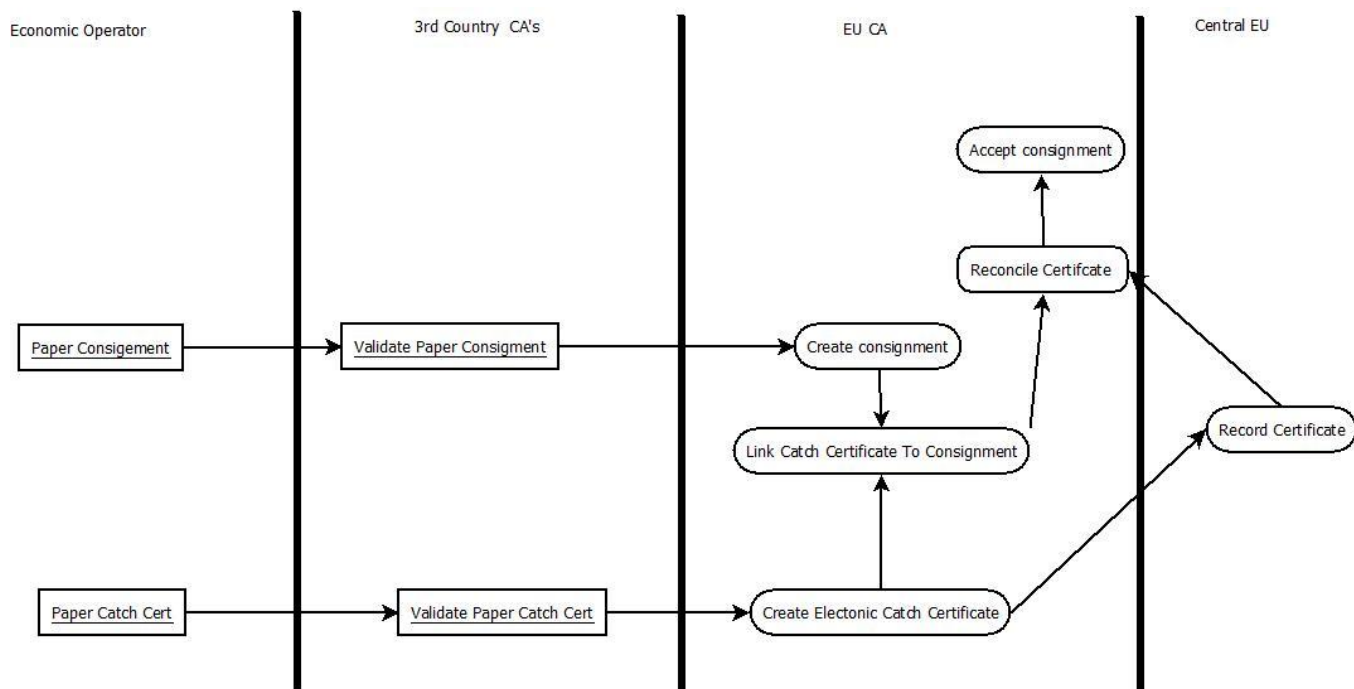 Economic Operator
3rd Country CA's
EU CA
Central EU
Accept consignment
Reconcile Certifcate
Paper Consigement
Validate Paper Consigment
Create consignment
Record Certificate
Link Catch Certificate To Consignment
Paper Catch Cert
Validate Paper Catch Cert
Create Electonic Catch Certificate